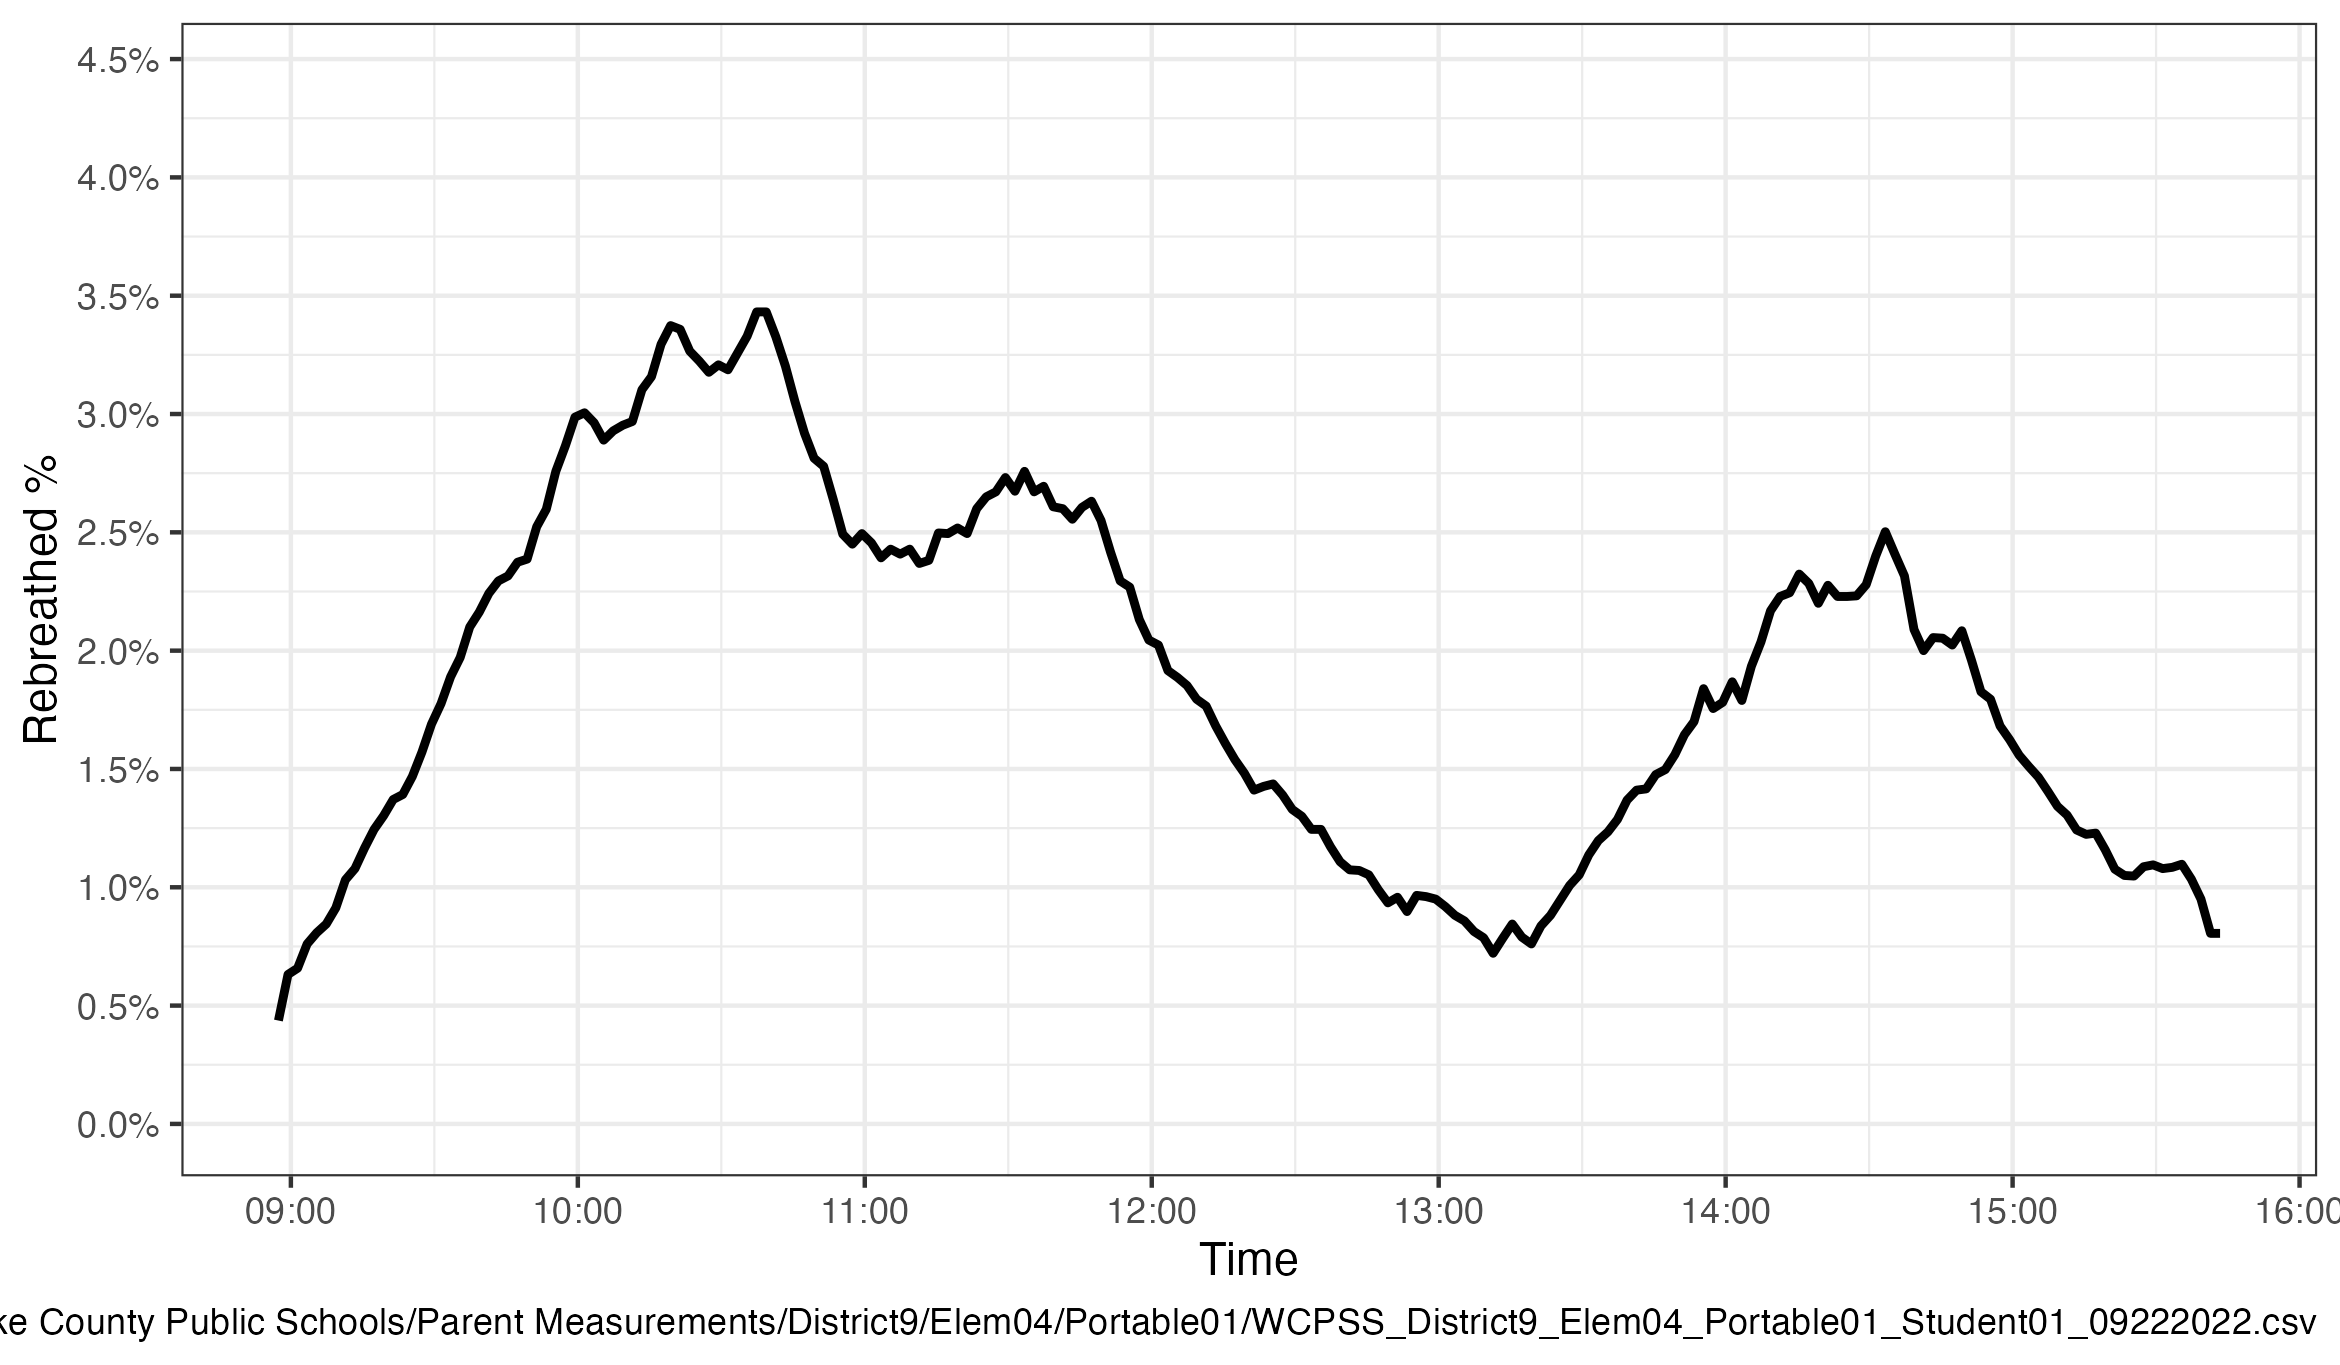 4.5%
4.0%
3.5%
3.0%
2.5%
2.0%
1.5%
1.0%
0.5%
0.0%
Rebreathed %
09:00 10:00 11:00 12:00 13:00 14:00 15:00 16:00
Time
ke County Public Schools/Parent Measurements/District9/Elem04/Portable01/WCPSS_District9_Elem04_Portable01_Student01_09222022.csv